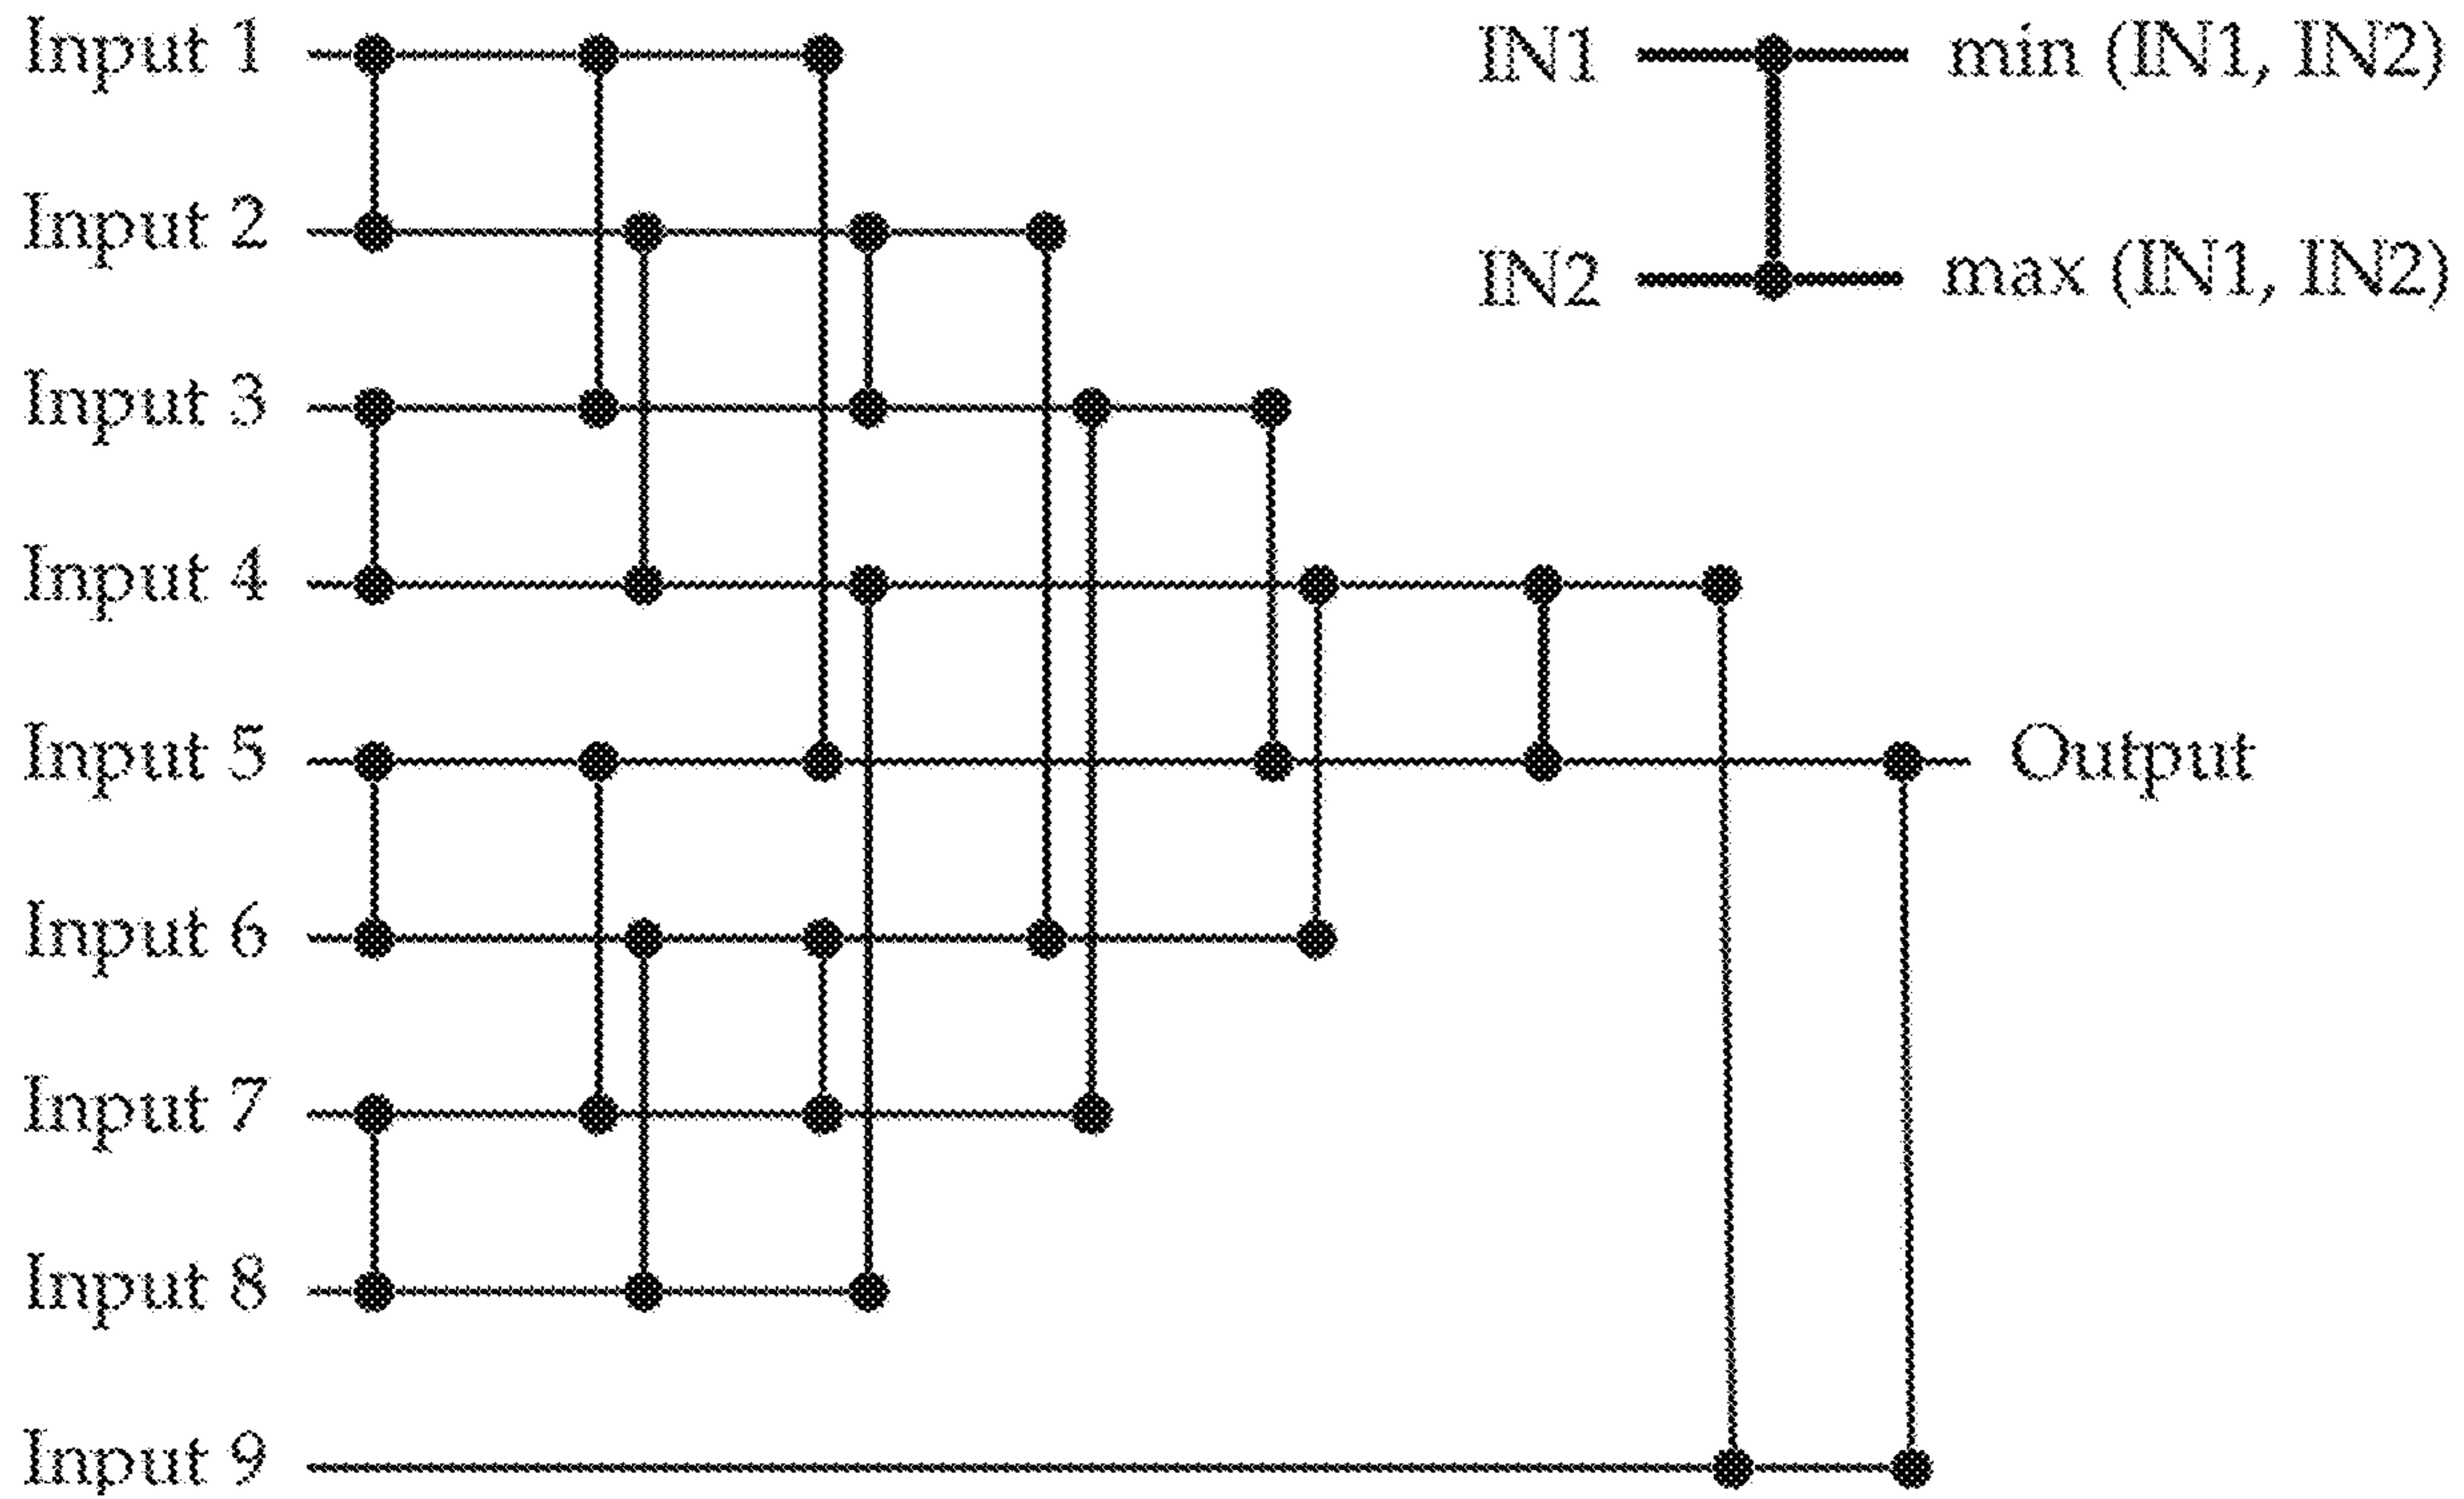 Input 1
IN1 min (IN1, IN2)
Input 2
IN2 max (IN1, IN2)
Input 3
Input 4
Input 5 Output
Input 6
Input 7
Input 8
Input 9